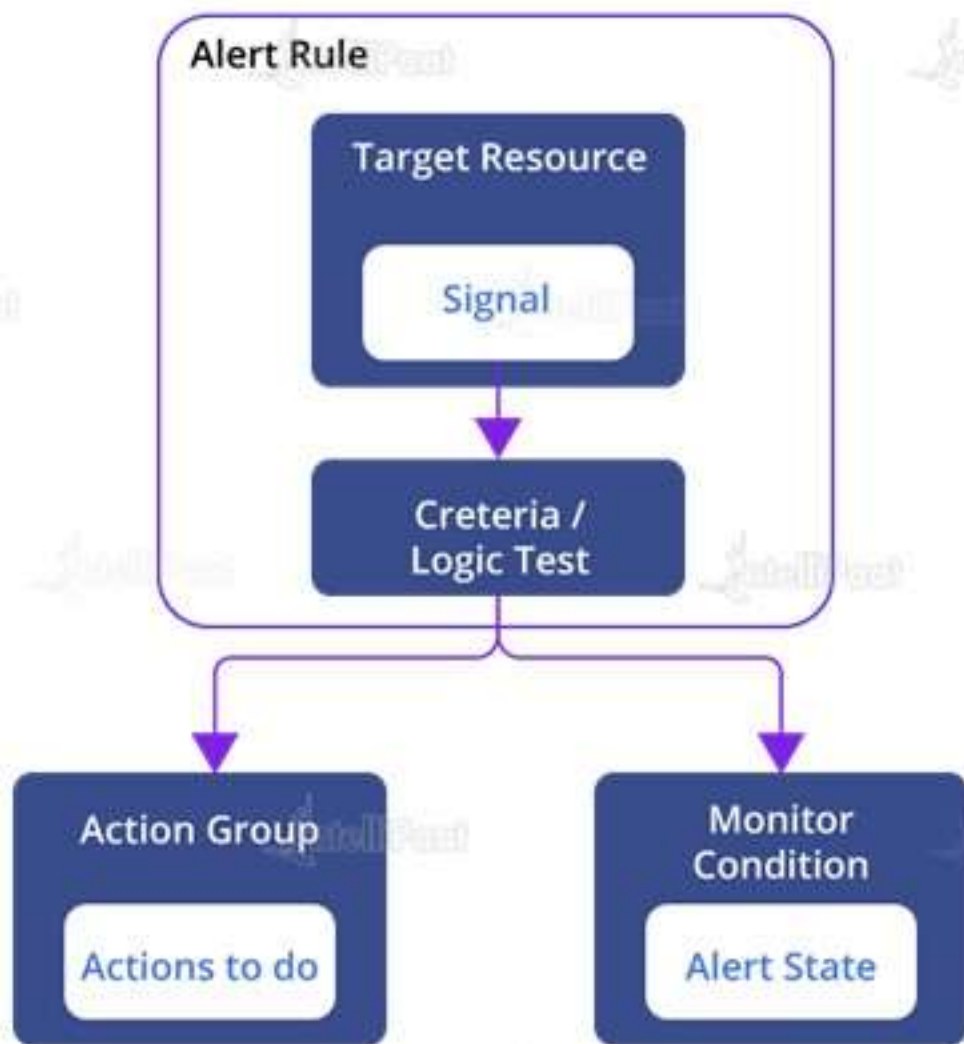 Alert Rule
Target Resource
Signal
Creteria /
Logic Test
Action Group
Actions to do
Monitor
Condition
Alert State